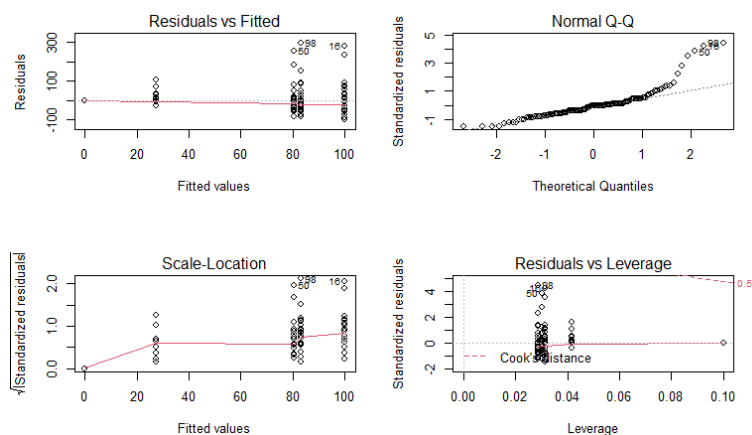 Residuals vs Fitted
Residuals
300
100
-100
98
50
16
0 20 40 60 80 100
Fitted values
Normal Q-Q
Standardized residuals
5
3
1
-1
98
50
-2 -1 0 1 2
Theoretical Quantiles
Scale-Location
√|Standardized residuals
2.0
1.0
0.0
98
50
16
0 20 40 60 80 100
Fitted values
Residuals vs Leverage
Standardized residuals
4
2
0
-2
98
50
0.5
Cook's distance
0.00 0.02 0.04 0.06 0.08 0.10
Leverage